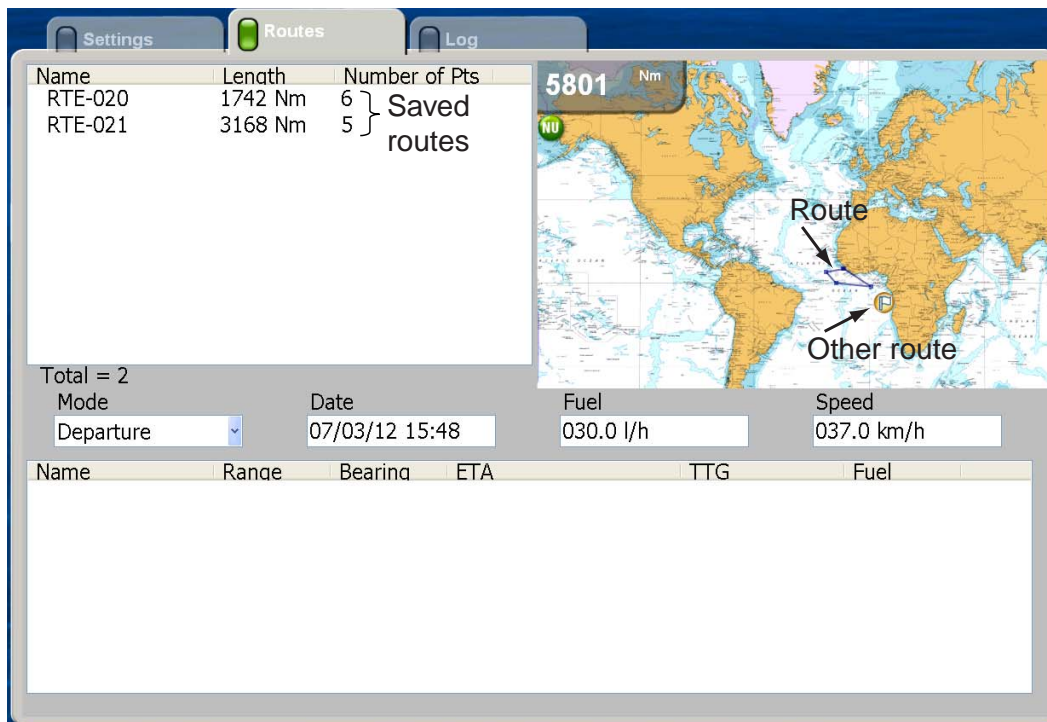 Settings
Routes
Log
Name Length Number of Pts
RTE-020 1742 Nm 6
RTE-021 3168 Nm 5
Saved
routes
Total = 2
5801 Nm
NU
Route
Other route
Mode Date Fuel Speed
Departure 07/03/12 15:48 030.0 l/h 037.0 km/h
Name Range Bearing ETA TTG Fuel